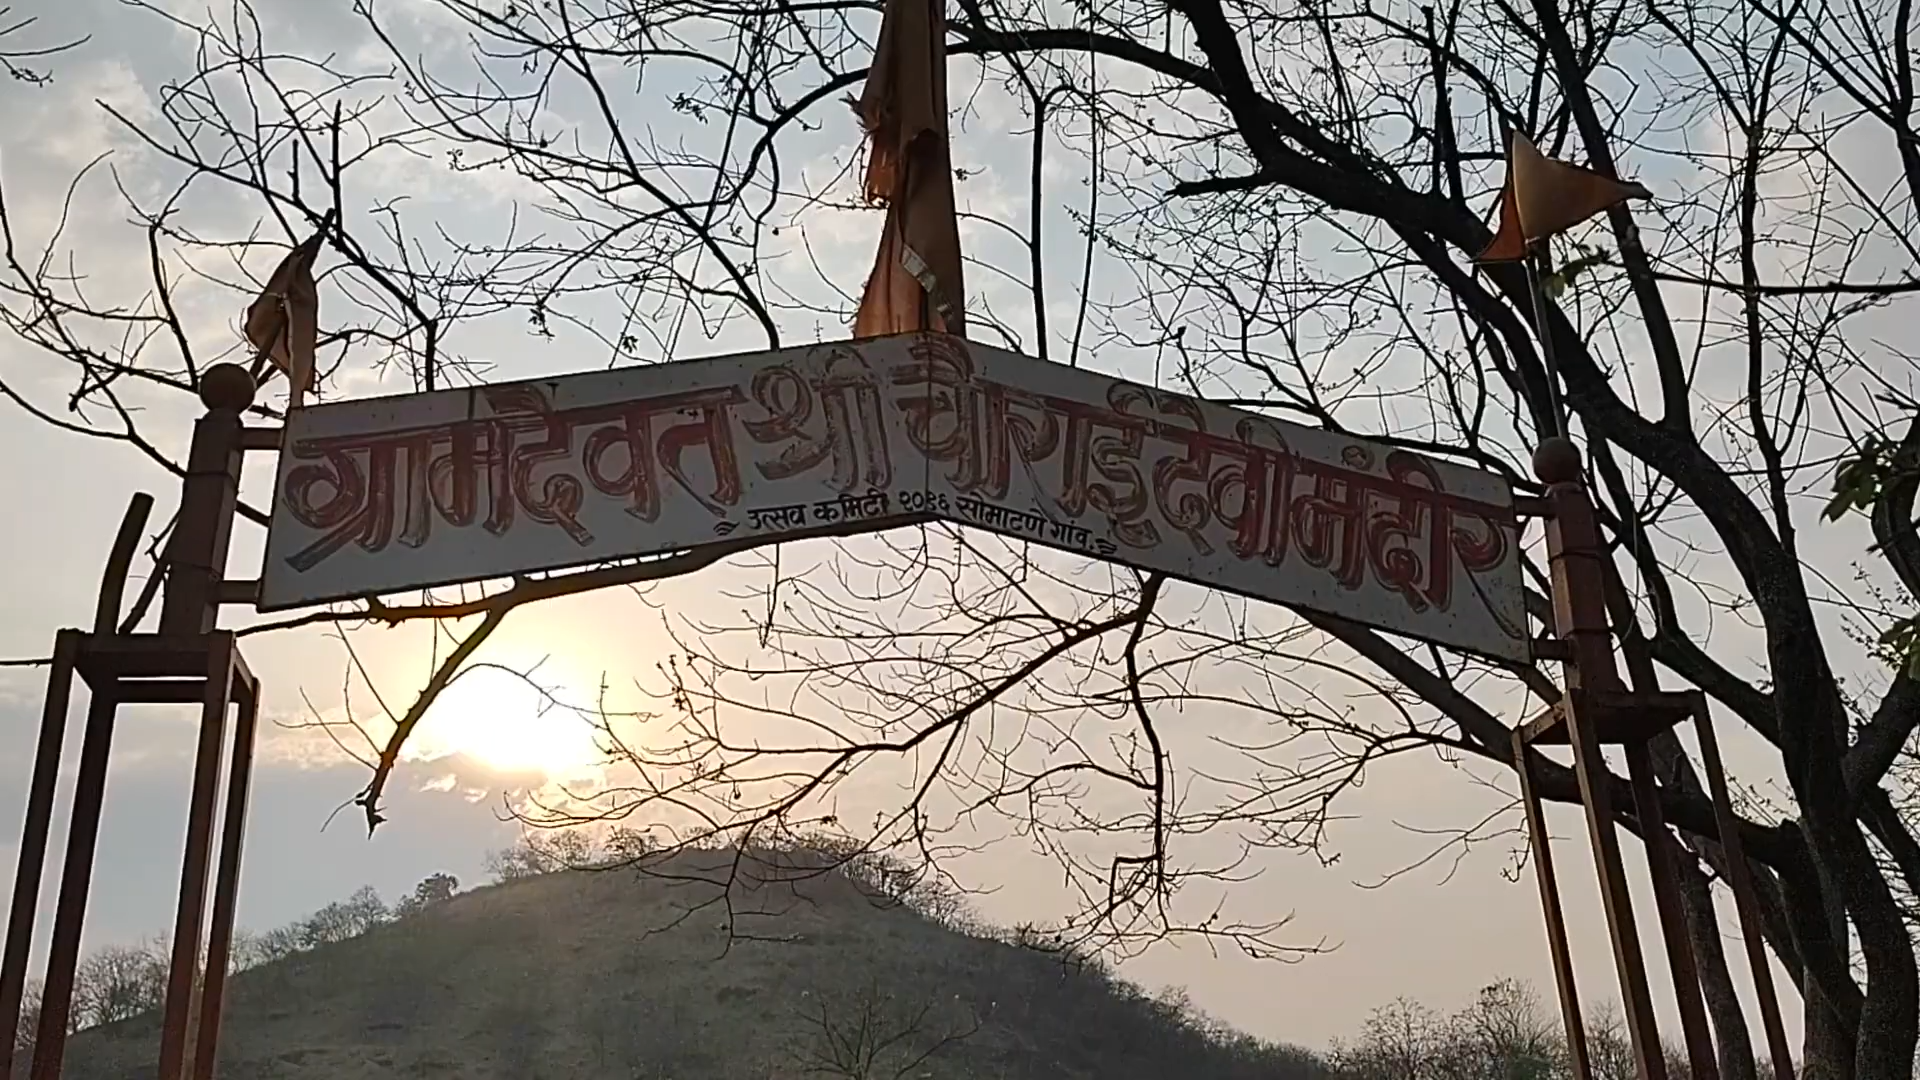 ग्रामदैवत श्री चौराई देवी मंदीर
उत्सव कमिटी २०१६ सोमाटणे गांव.